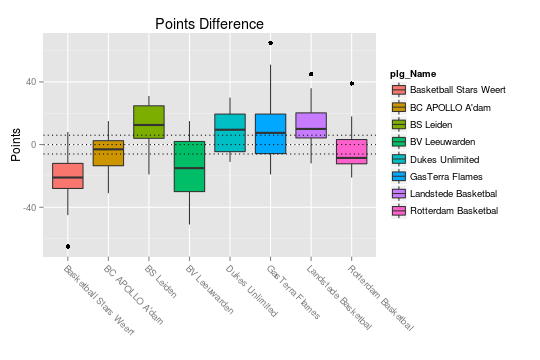 Points Difference
Points
40
0
-40
Basketball Stars Weert
BC APOLLO A'dam
BS Leiden
BV Leeuwarden
Dukes Unlimited
GasTerra Flames
Landstede Basketbal
Rotterdam Basketbal
plg_Name
Basketball Stars Weert
BC APOLLO A'dam
BS Leiden
BV Leeuwarden
Dukes Unlimited
GasTerra Flames
Landstede Basketbal
Rotterdam Basketbal